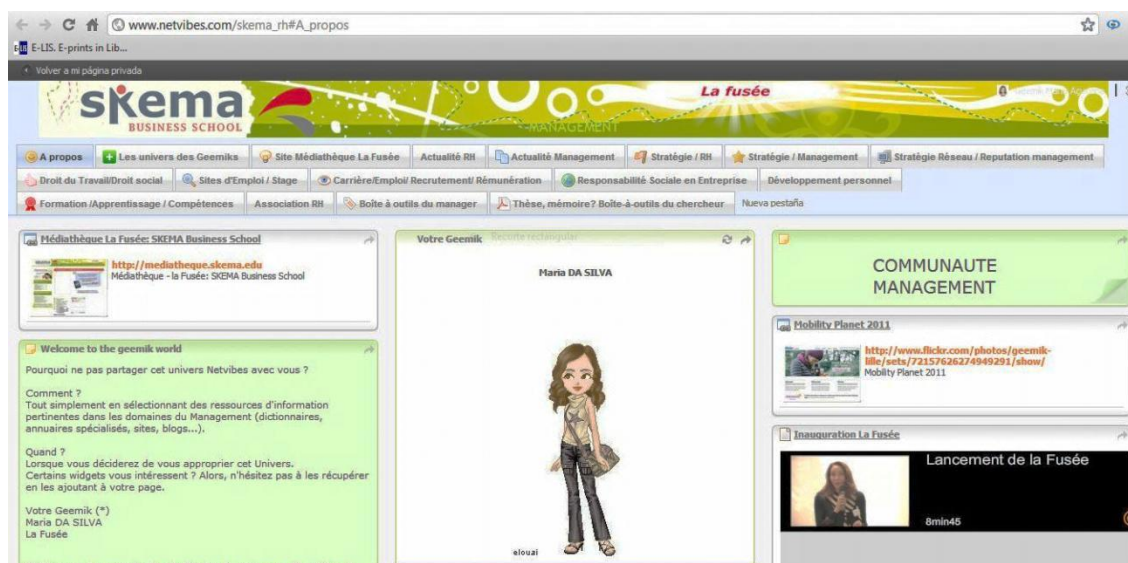 www.netvibes.com/skema_rh#A_propos
E-LIS. E-prints in Lib...
Volver a mi página privada
skema
BUSINESS SCHOOL
La fusée
MANAGEMENT
A propos
Les univers des Geemiks
Site Médiathèque La Fusée
Actualité RH
Actualité Management
Stratégie / RH
Stratégie / Management
Stratégie Réseau / Reputation management
Droit du Travail/Droit social
Sites d'Emploi / Stage
Carrière/Emploi/ Recrutement/ Rémunération
Responsabilité Sociale en Entreprise
Développement personnel
Formation /Apprentissage / Compétences
Association RH
Boîte à outils du manager
Thèse, mémoire? Boite-à-outils du chercheur
Nueva pestaña
Médiathèque La Fusée: SKEMA Business School
http://mediatheque.skema.edu
Médiathèque - la Fusée: SKEMA Business School
Welcome to the geemik world
Pourquoi ne pas partager cet univers Netvibes avec vous ?
Comment ?
Tout simplement en sélectionnant des ressources d'information
pertinentes dans les domaines du Management (dictionnaires,
annuaires spécialisés, sites, blogs...).
Quand ?
Lorsque vous déciderez de vous approprier cet Univers.
Certains widgets vous intéressent ? Alors, n'hésitez pas à les récupérer
en les ajoutant à votre page.
Votre Geemik (*)
Maria DA SILVA
La Fusée
Votre Geemik
Recorte rectangular
Maria DA SILVA
elouai
COMMUNAUTE
MANAGEMENT
Mobility Planet 2011
http://www.flickr.com/photos/geemik-
lille/sets/72157626274949291/show/
Mobility Planet 2011
Inauguration La Fusée
Lancement de la Fusée
8min45